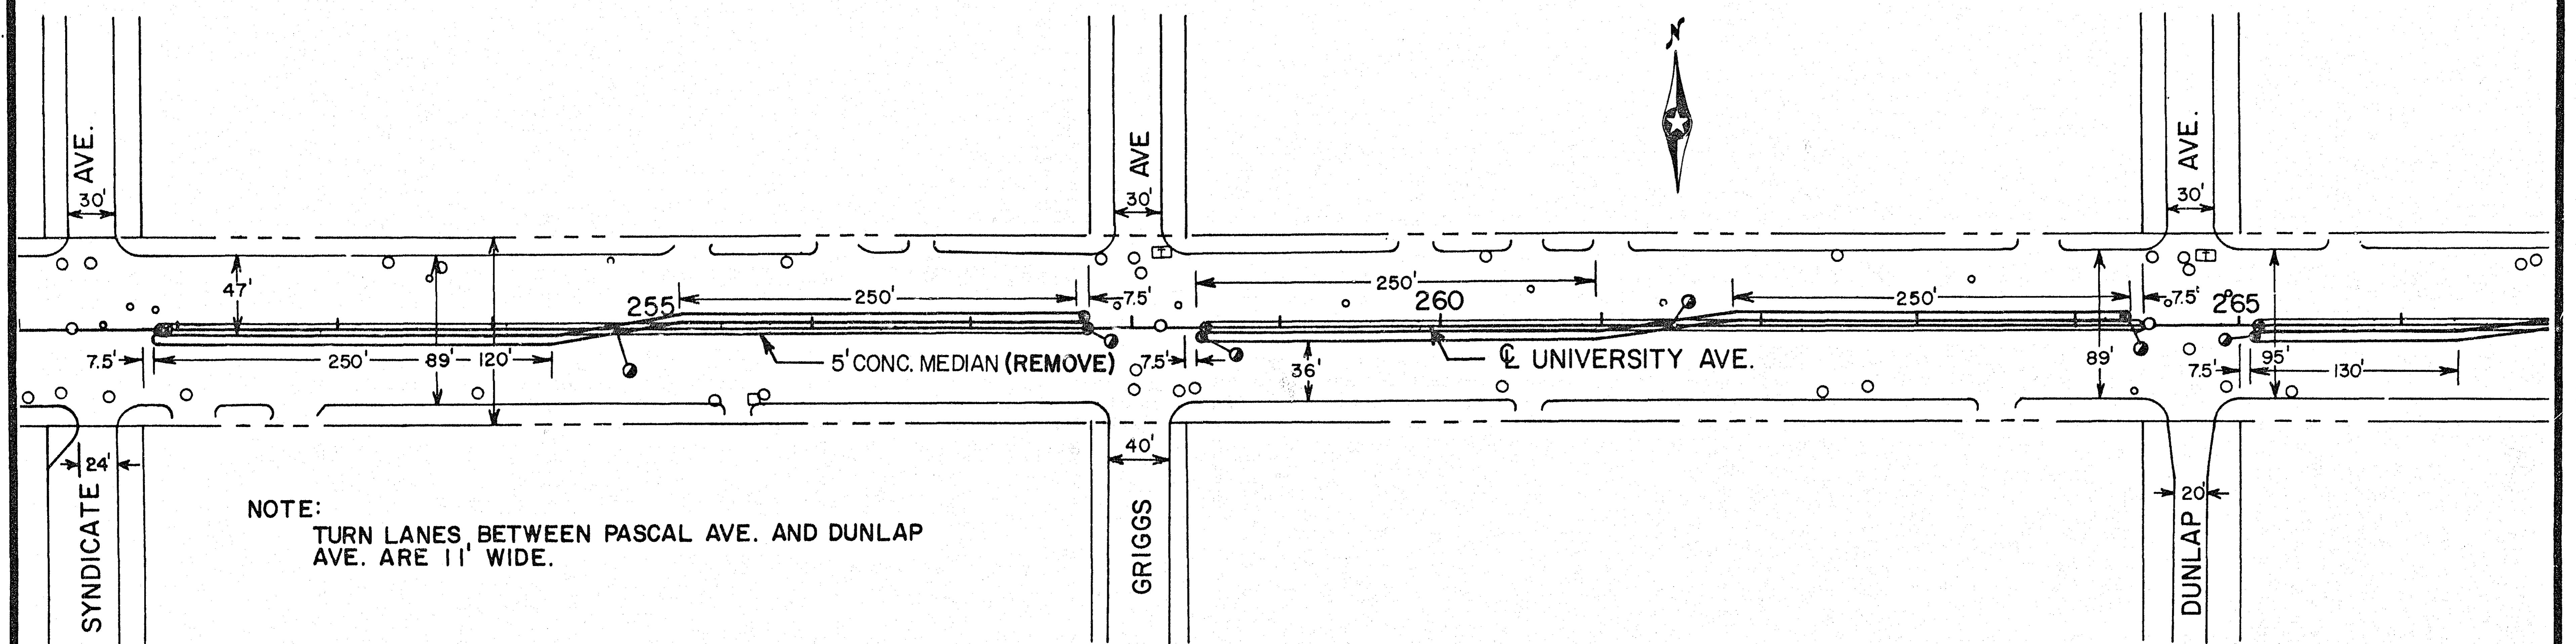 N
AVE.
AVE
AVE.
30'
30'
30'
47'
255
250'
7.5'
250'
260
250'
7.5'
265
7.5'
250'
89'
120'
5' CONC. MEDIAN (REMOVE)
7.5'
36'
℄ UNIVERSITY AVE.
89'
7.5'
95'
130'
24'
40'
20'
SYNDICATE
GRIGGS
DUNLAP
NOTE:
TURN LANES BETWEEN PASCAL AVE. AND DUNLAP
AVE. ARE 11' WIDE.